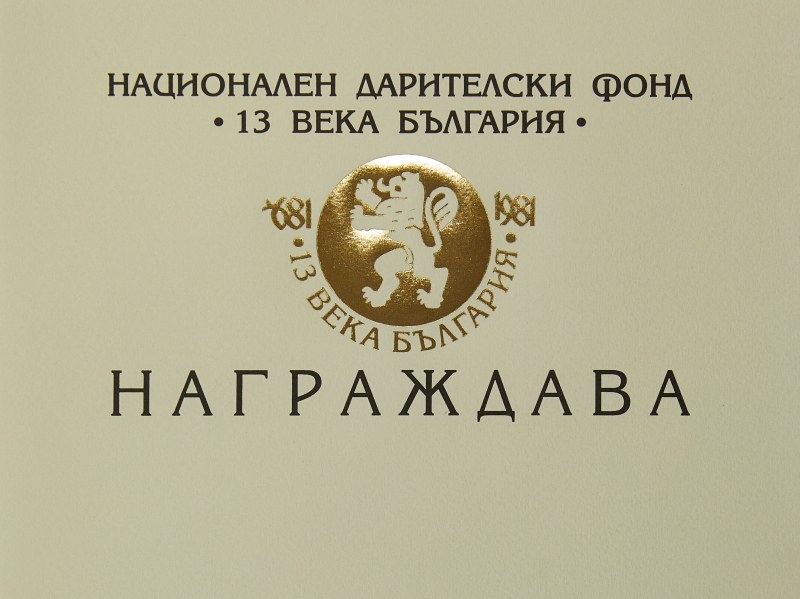 НАЦИОНАЛЕН ДАРИТЕЛСКИ ФОНД
• 13 ВЕКА БЪЛГАРИЯ •
681 1981
• 13 ВЕКА БЪЛГАРИЯ •
НАГРАЖДАВА